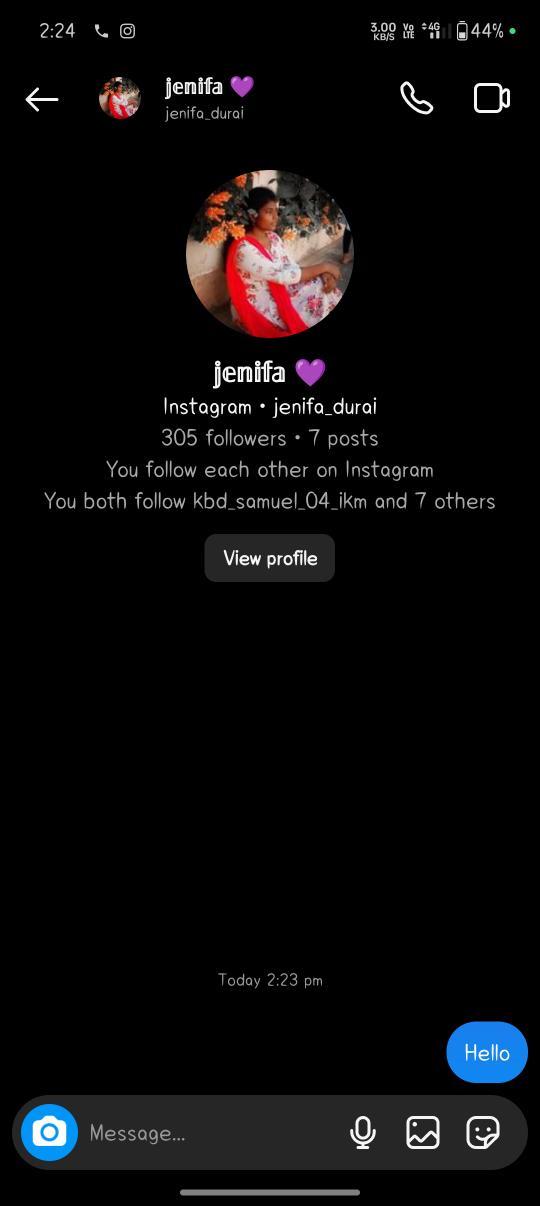 2:24 3.00 KB/S Vo LTE 4G 44%
jenifa 💜
jenifa_durai
jenifa 💜
Instagram • jenifa_durai
305 followers • 7 posts
You follow each other on Instagram
You both follow kbd_samuel_04_ikm and 7 others
View profile
Today 2:23 pm
Hello
Message...